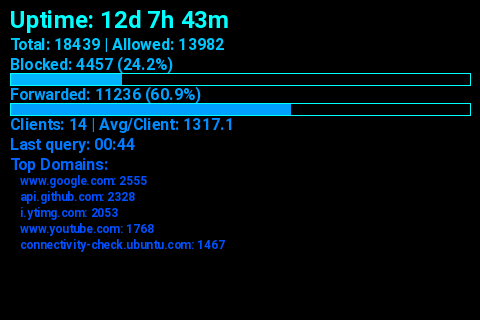 Uptime: 12d 7h 43m
Total: 18439 | Allowed: 13982
Blocked: 4457 (24.2%)
Forwarded: 11236 (60.9%)
Clients: 14 | Avg/Client: 1317.1
Last query: 00:44
Top Domains:
www.google.com: 2555
api.github.com: 2328
i.ytimg.com: 2053
www.youtube.com: 1768
connectivity-check.ubuntu.com: 1467